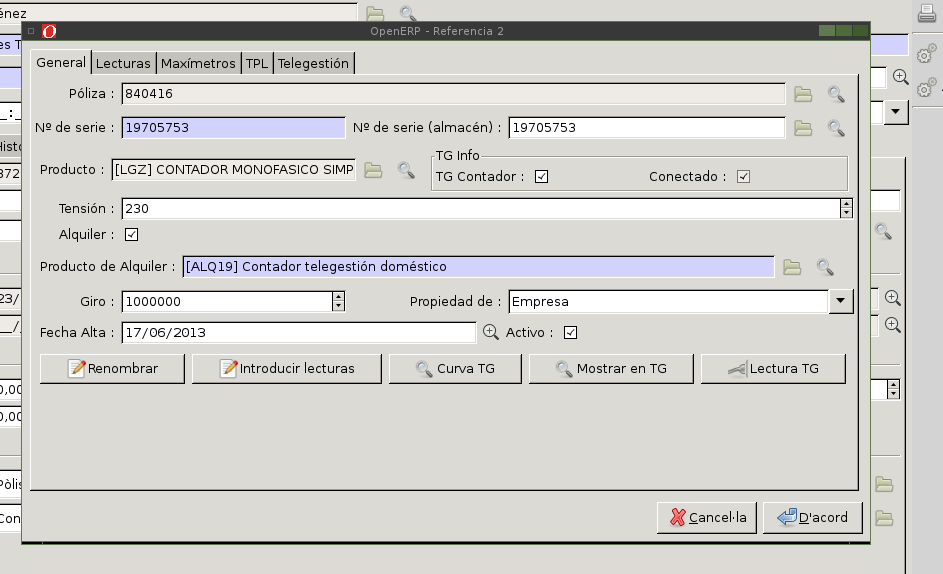 énez
OpenERP - Referencia 2
es T
General Lecturas Maxímetros TPL Telegestión
Póliza : 840416
Nº de serie : 19705753 Nº de serie (almacén) : 19705753
Histo
TG Info
Producto : [LGZ] CONTADOR MONOFASICO SIMP TG Contador : Conectado :
872
Tensión : 230
Alquiler :
Producto de Alquiler : [ALQ19] Contador telegestión doméstico
23/ Giro : 1000000 Propiedad de : Empresa
__/ Fecha Alta : 17/06/2013 Activo :
Renombrar Introducir lecturas Curva TG Mostrar en TG Lectura TG
0,00
0,00
Pòlis
Con Cancel·la D'acord